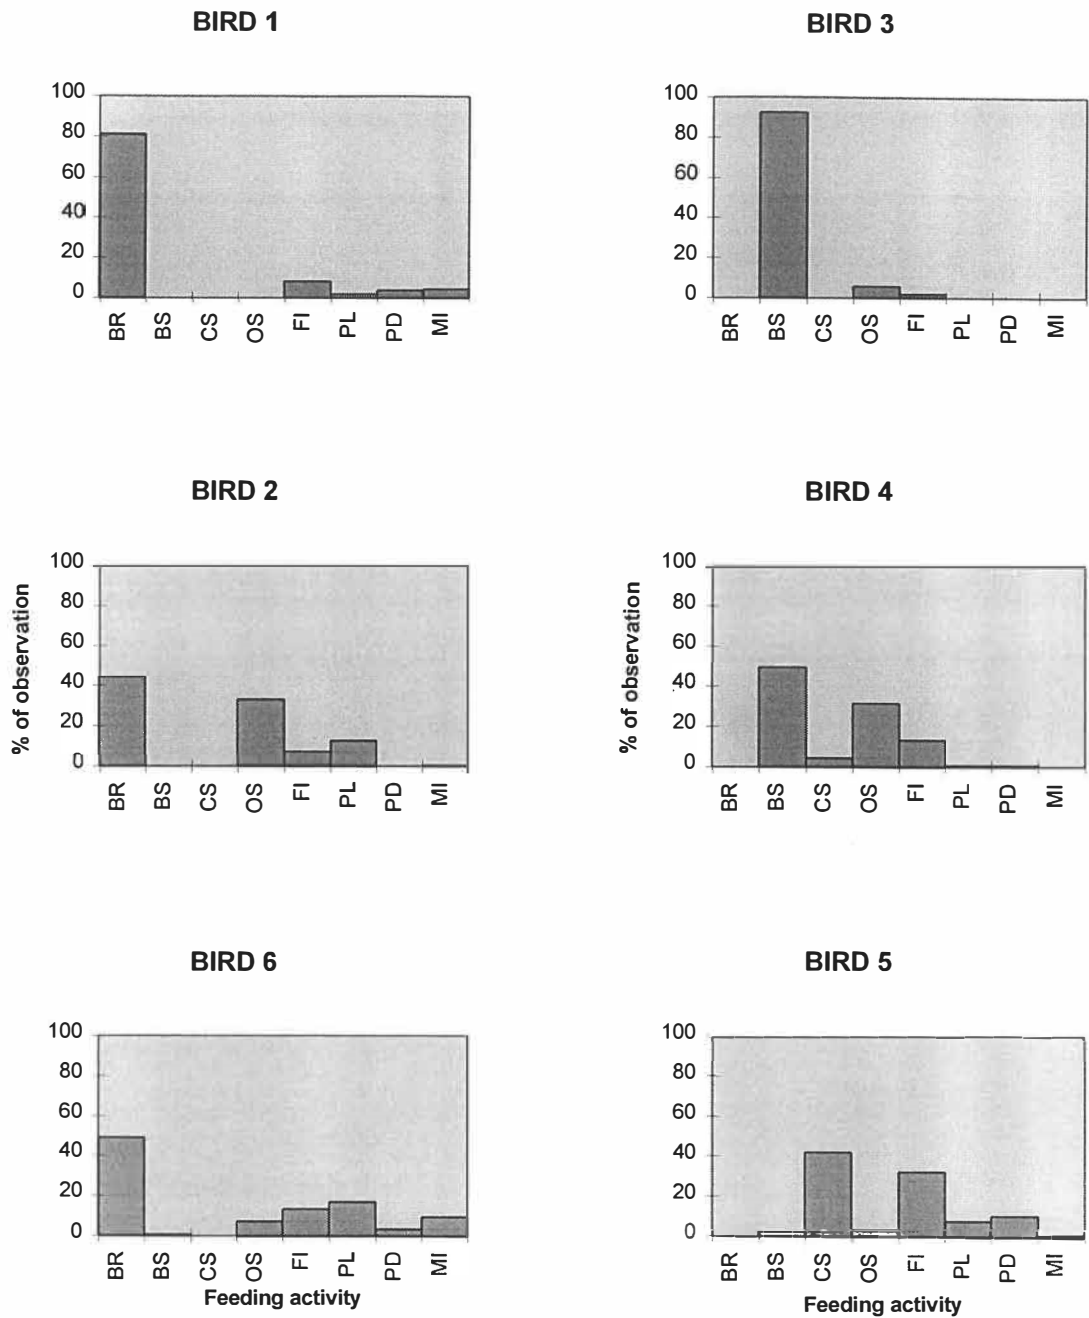 BIRD 1
100
80
60
40
20
0
BR BS CS OS FI PL PD MI
BIRD 3
100
80
60
40
20
0
BR BS CS OS FI PL PD MI
BIRD 2
% of observation
100
80
60
40
20
0
BR BS CS OS FI PL PD MI
BIRD 4
% of observation
100
80
60
40
20
0
BR BS CS OS FI PL PD MI
BIRD 6
100
80
60
40
20
0
BR BS CS OS FI PL PD MI
Feeding activity
BIRD 5
100
80
60
40
20
0
BR BS CS OS FI PL PD MI
Feeding activity